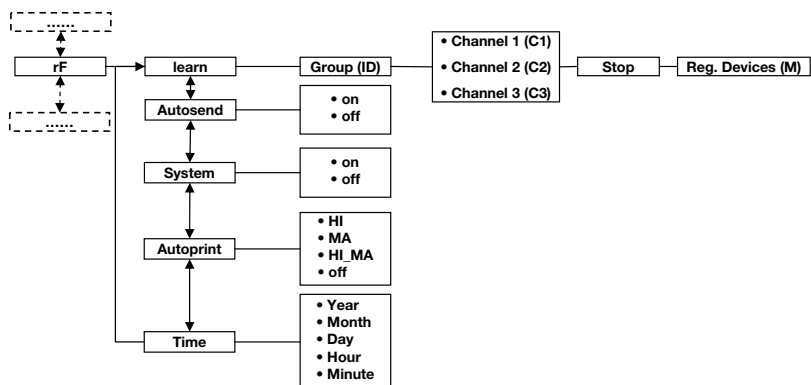 ......
rF
......
learn
Group (ID)
• Channel 1 (C1)
• Channel 2 (C2)
• Channel 3 (C3)
Stop
Reg. Devices (M)
Autosend
• on
• off
System
• on
• off
Autoprint
• HI
• MA
• HI_MA
• off
Time
• Year
• Month
• Day
• Hour
• Minute